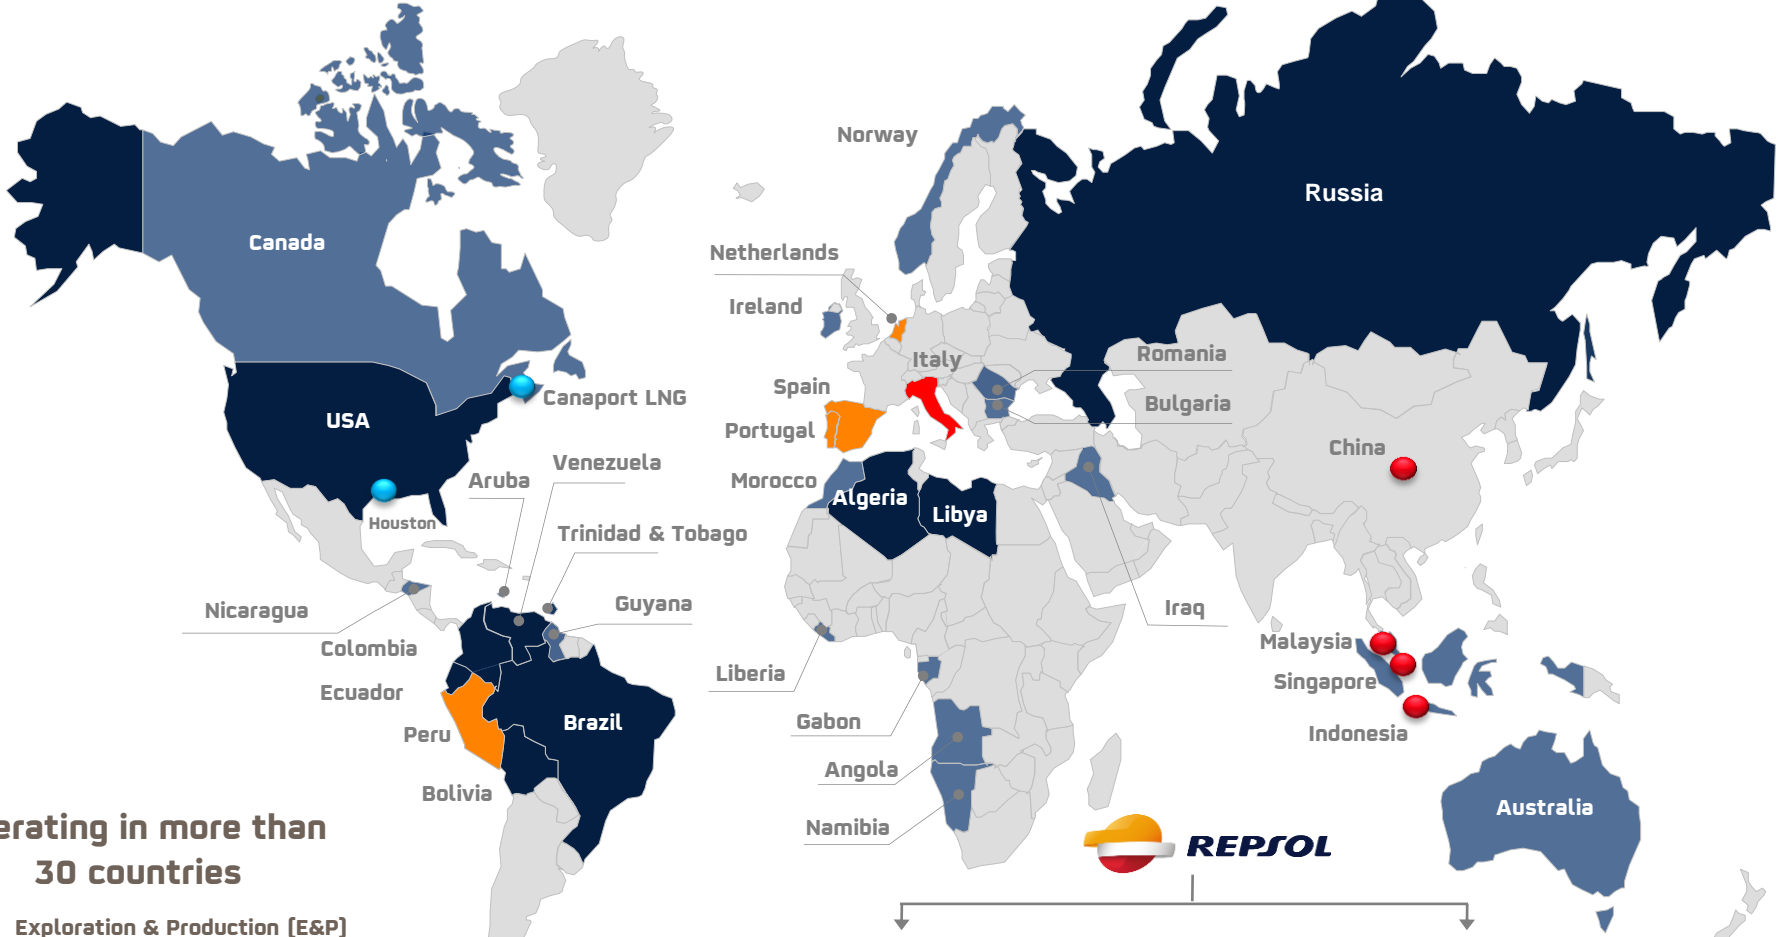 Norway
Russia
Canada
Netherlands
Ireland
Italy
Romania
Spain
Canaport LNG
Bulgaria
USA
Portugal
China
Venezuela
Aruba
Morocco
Algeria
Libya
Houston
Trinidad & Tobago
Nicaragua
Guyana
Iraq
Colombia
Malaysia
Liberia
Singapore
Ecuador
Gabon
Brazil
Peru
Indonesia
Angola
Bolivia
Australia
Namibia
erating in more than
30 countries
REPSOL
Exploration & Production [E&P]